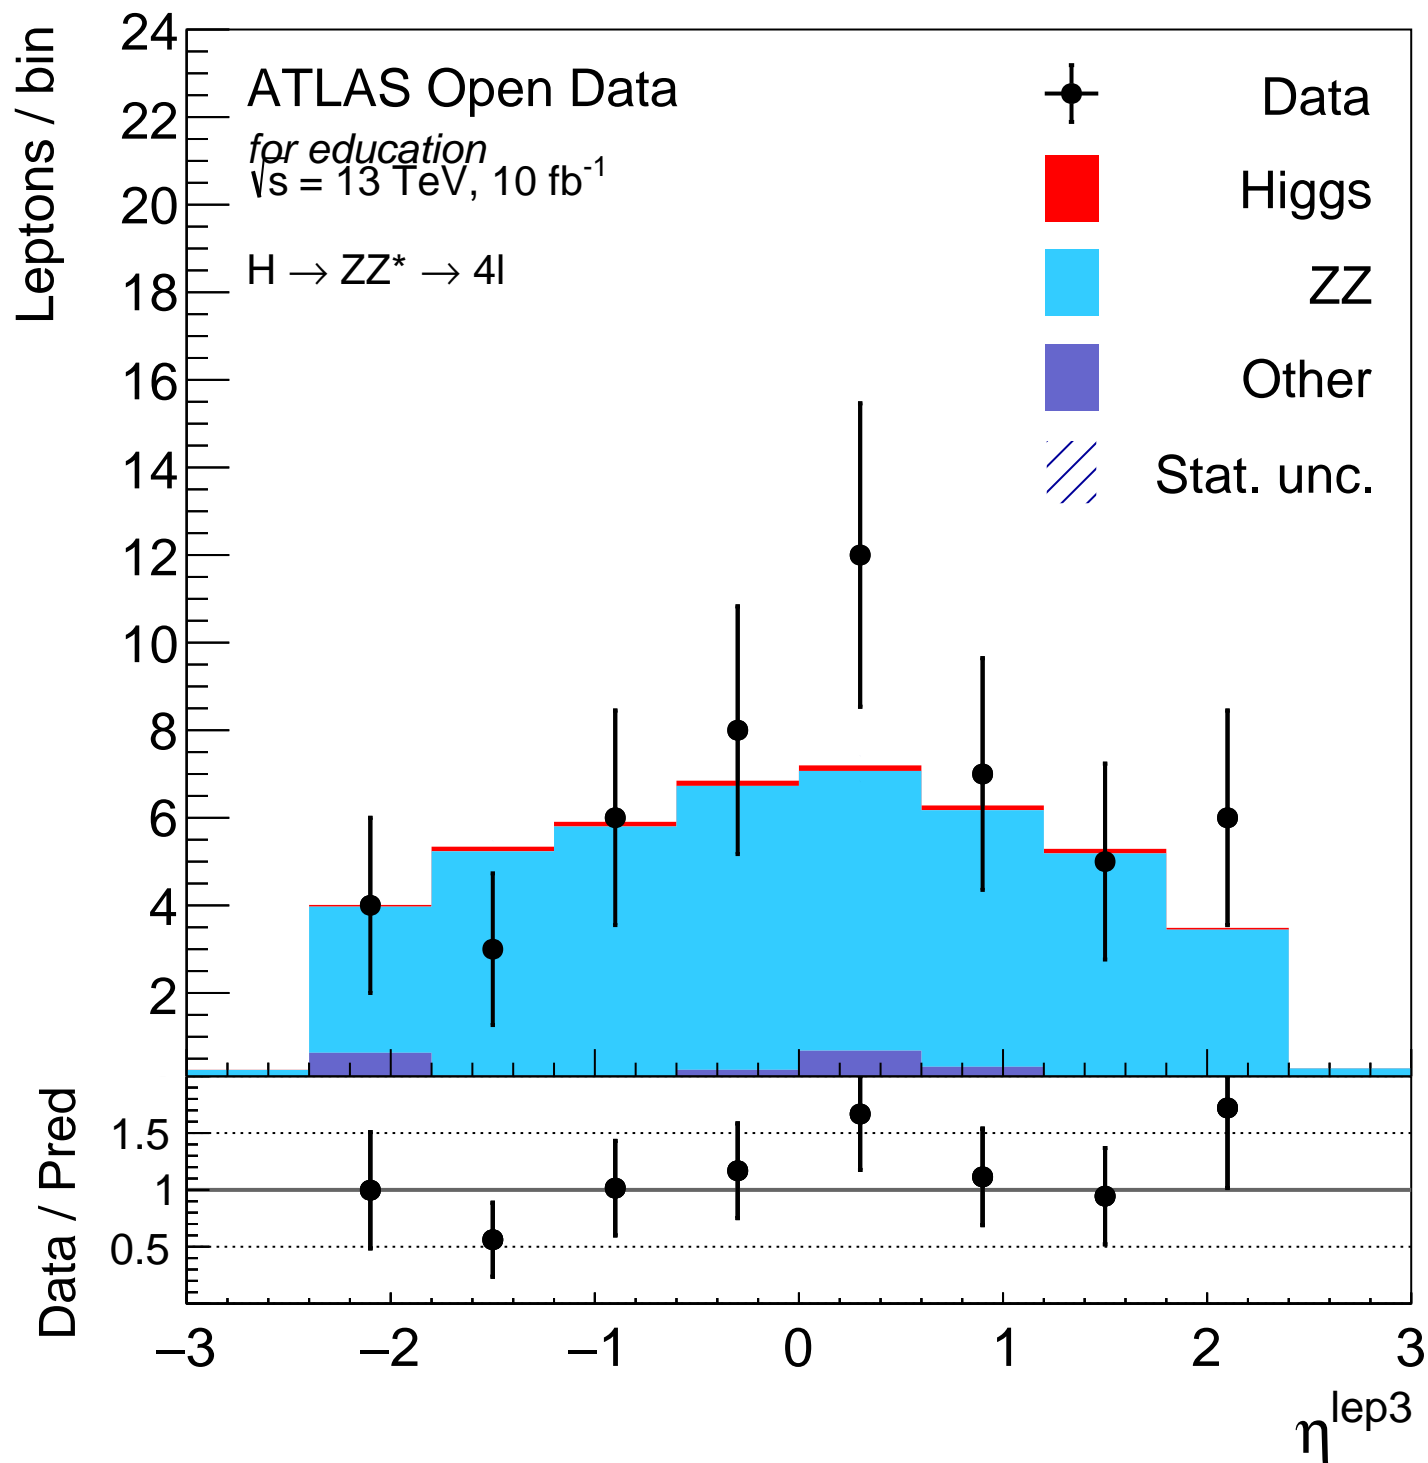 Leptons / bin
24
22
20
18
16
14
12
10
8
6
4
2
ATLAS Open Data
for education
√s = 13 TeV, 10 fb⁻¹
H → ZZ* → 4l
Data
Higgs
ZZ
Other
Stat. unc.
Data / Pred
1.5
1
0.5
−3 −2 −1 0 1 2 3
η^lep3